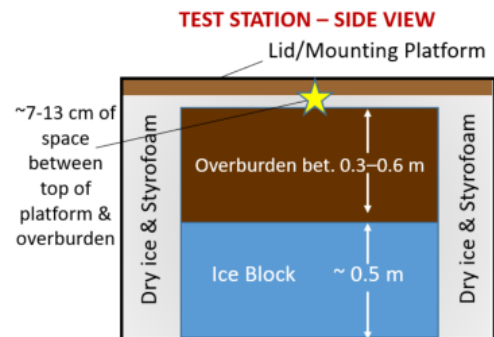 TEST STATION – SIDE VIEW
Lid/Mounting Platform
~7-13 cm of
space
between
top of
platform &
overburden
Dry ice & Styrofoam
Overburden bet. 0.3–0.6 m
Ice Block ~ 0.5 m
Dry ice & Styrofoam